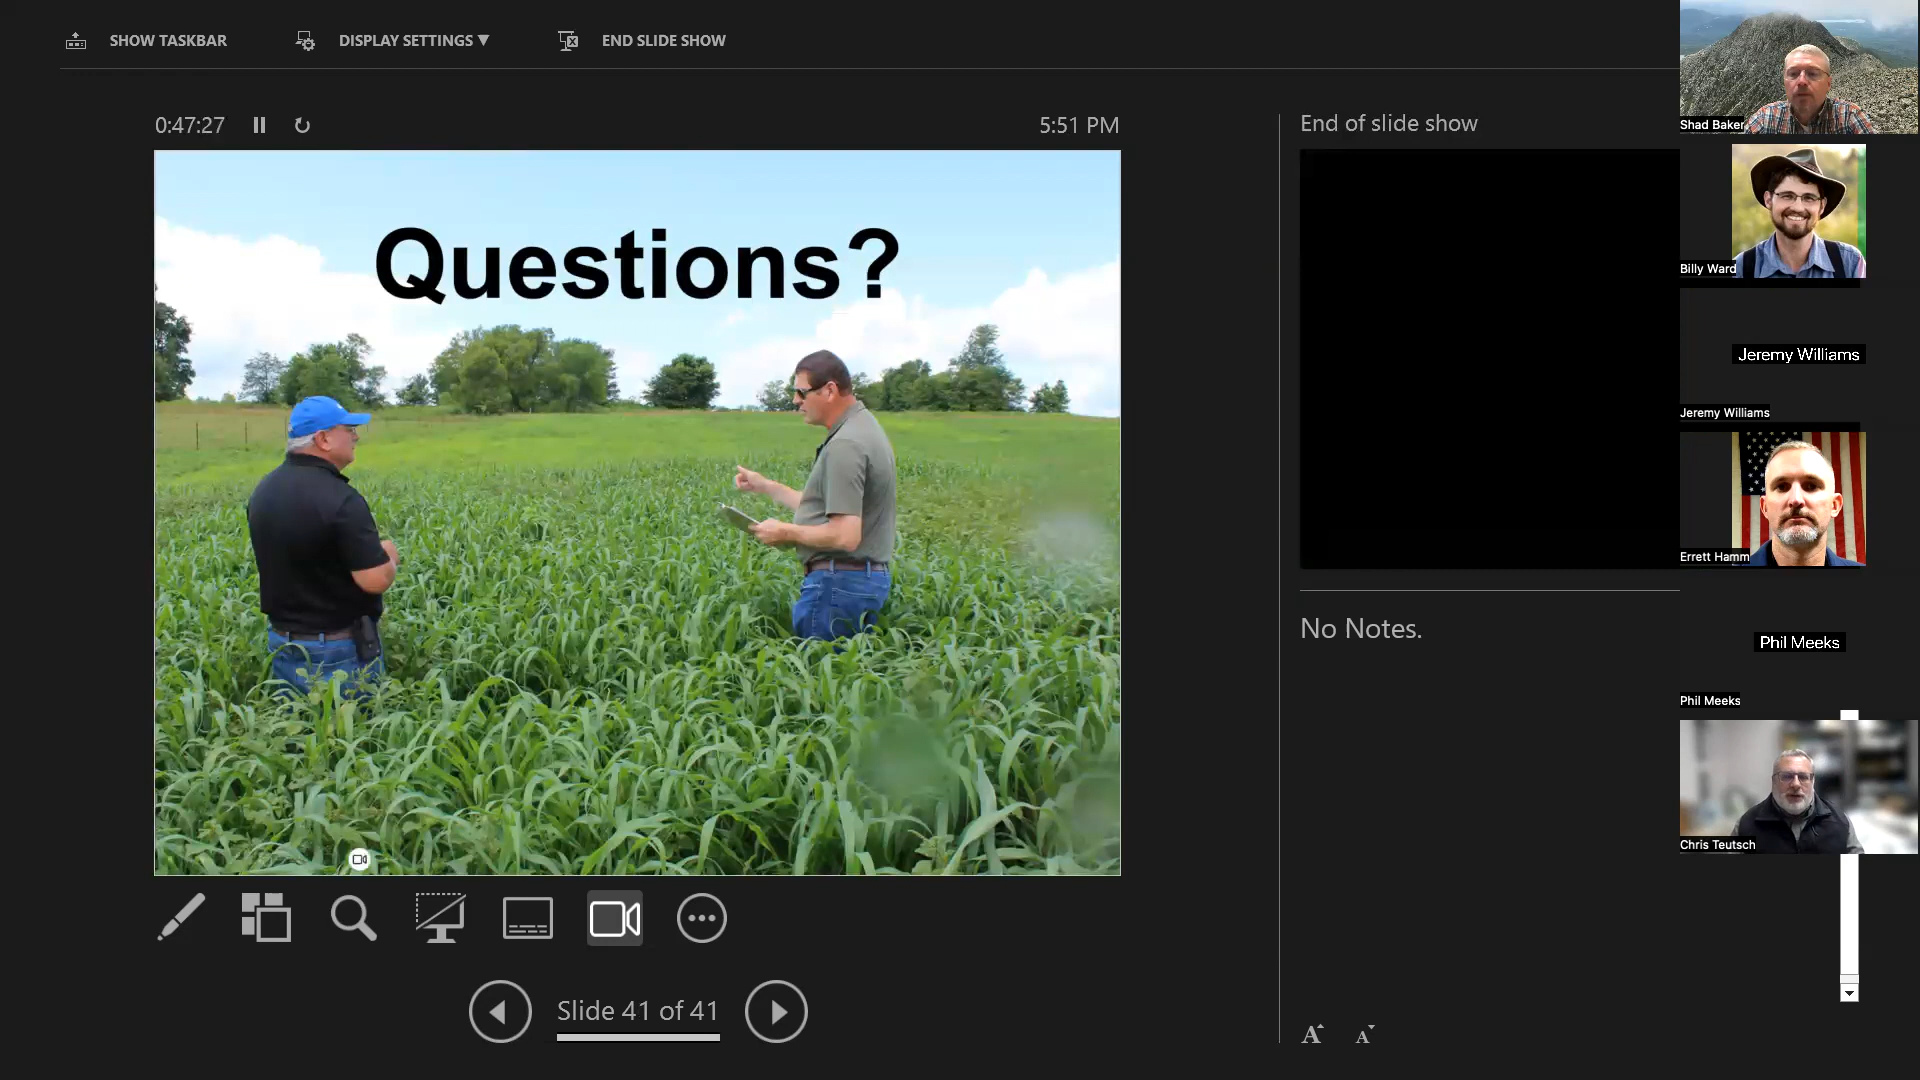 SHOW TASKBAR
DISPLAY SETTINGS ▼
END SLIDE SHOW
0:47:27
5:51 PM
Questions?
Slide 41 of 41
End of slide show
No Notes.
A A
Shad Baker
Billy Ward
Jeremy Williams
Jeremy Williams
Errett Hamm
Phil Meeks
Phil Meeks
Chris Teutsch